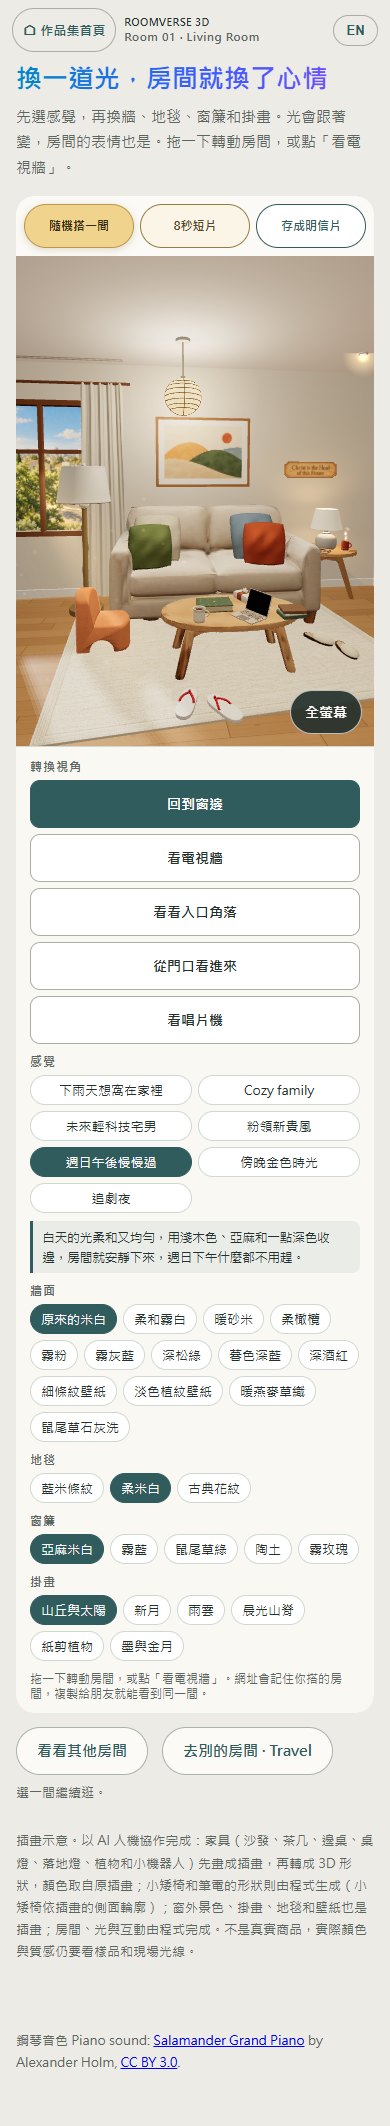 作品集首頁
ROOMVERSE 3D
Room 01 · Living Room
EN
換一道光，房間就換了心情
先選感覺，再換牆、地毯、窗簾和掛畫。光會跟著
變，房間的表情也是。拖一下轉動房間，或點「看電
視牆」。
隨機搭一間
8秒短片
存成明信片
Christ is the Head
of this House
全螢幕
轉換視角
回到窗邊
看電視牆
看看入口角落
從門口看進來
看唱片機
感覺
下雨天想窩在家裡
Cozy family
未來輕科技宅男
粉領新貴風
週日午後慢慢過
傍晚金色時光
追劇夜
白天的光柔和又均勻，用淺木色、亞麻和一點深色收
邊，房間就安靜下來，週日下午什麼都不用趕。
牆面
原來的米白
柔和霧白
暖砂米
柔橄欖
霧粉
霧灰藍
深松綠
暮色深藍
深酒紅
細條紋壁紙
淡色植紋壁紙
暖燕麥草織
鼠尾草石灰洗
地毯
藍米條紋
柔米白
古典花紋
窗簾
亞麻米白
霧藍
鼠尾草綠
陶土
霧玫瑰
掛畫
山丘與太陽
新月
雨雲
晨光山脊
紙剪植物
墨與金月
拖一下轉動房間，或點「看電視牆」。網址會記住你搭的房
間，複製給朋友就能看到同一間。
看看其他房間
去別的房間 · Travel
選一間繼續逛。
插畫示意。以 AI 人機協作完成：家具（沙發、茶几、邊桌、桌
燈、落地燈、植物和小機器人）先畫成插畫，再轉成 3D 形
狀，顏色取自原插畫；小矮椅和筆電的形狀則由程式生成（小
矮椅依插畫的側面輪廓）；窗外景色、掛畫、地毯和壁紙也是
插畫；房間、光與互動由程式完成。不是真實商品，實際顏色
與質感仍要看樣品和現場光線。
鋼琴音色 Piano sound: Salamander Grand Piano by
Alexander Holm, CC BY 3.0.